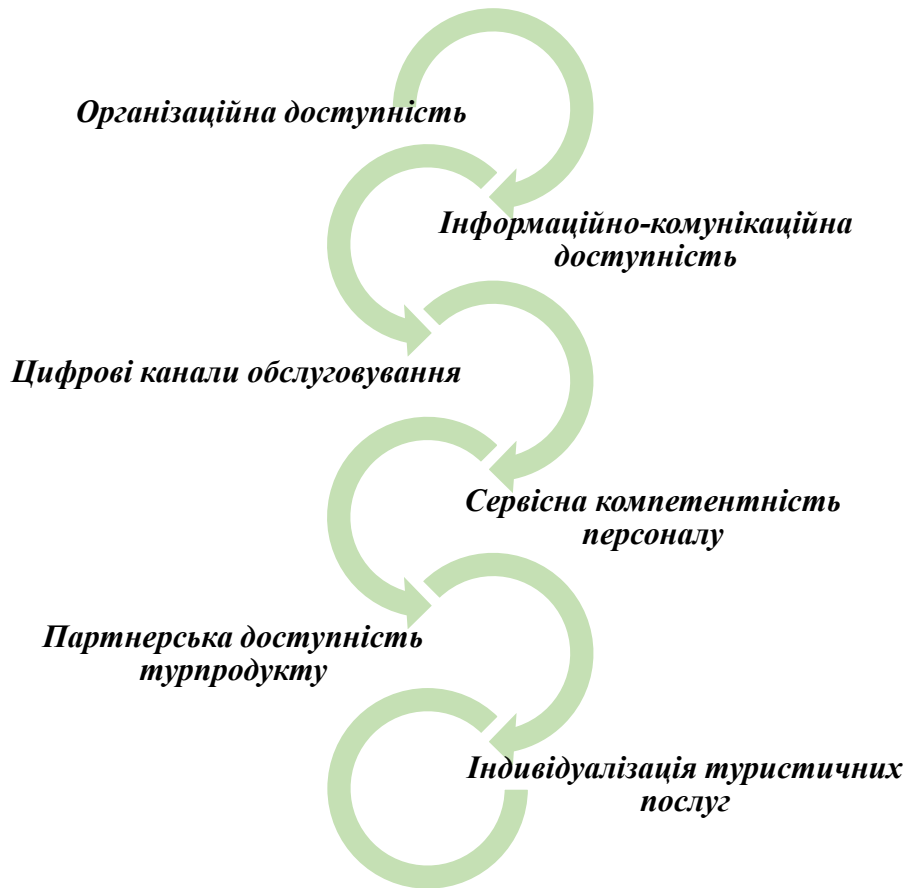 Організаційна доступність
Інформаційно-комунікаційна
доступність
Цифрові канали обслуговування
Сервісна компетентність
персоналу
Партнерська доступність
турпродукту
Індивідуалізація туристичних
послуг